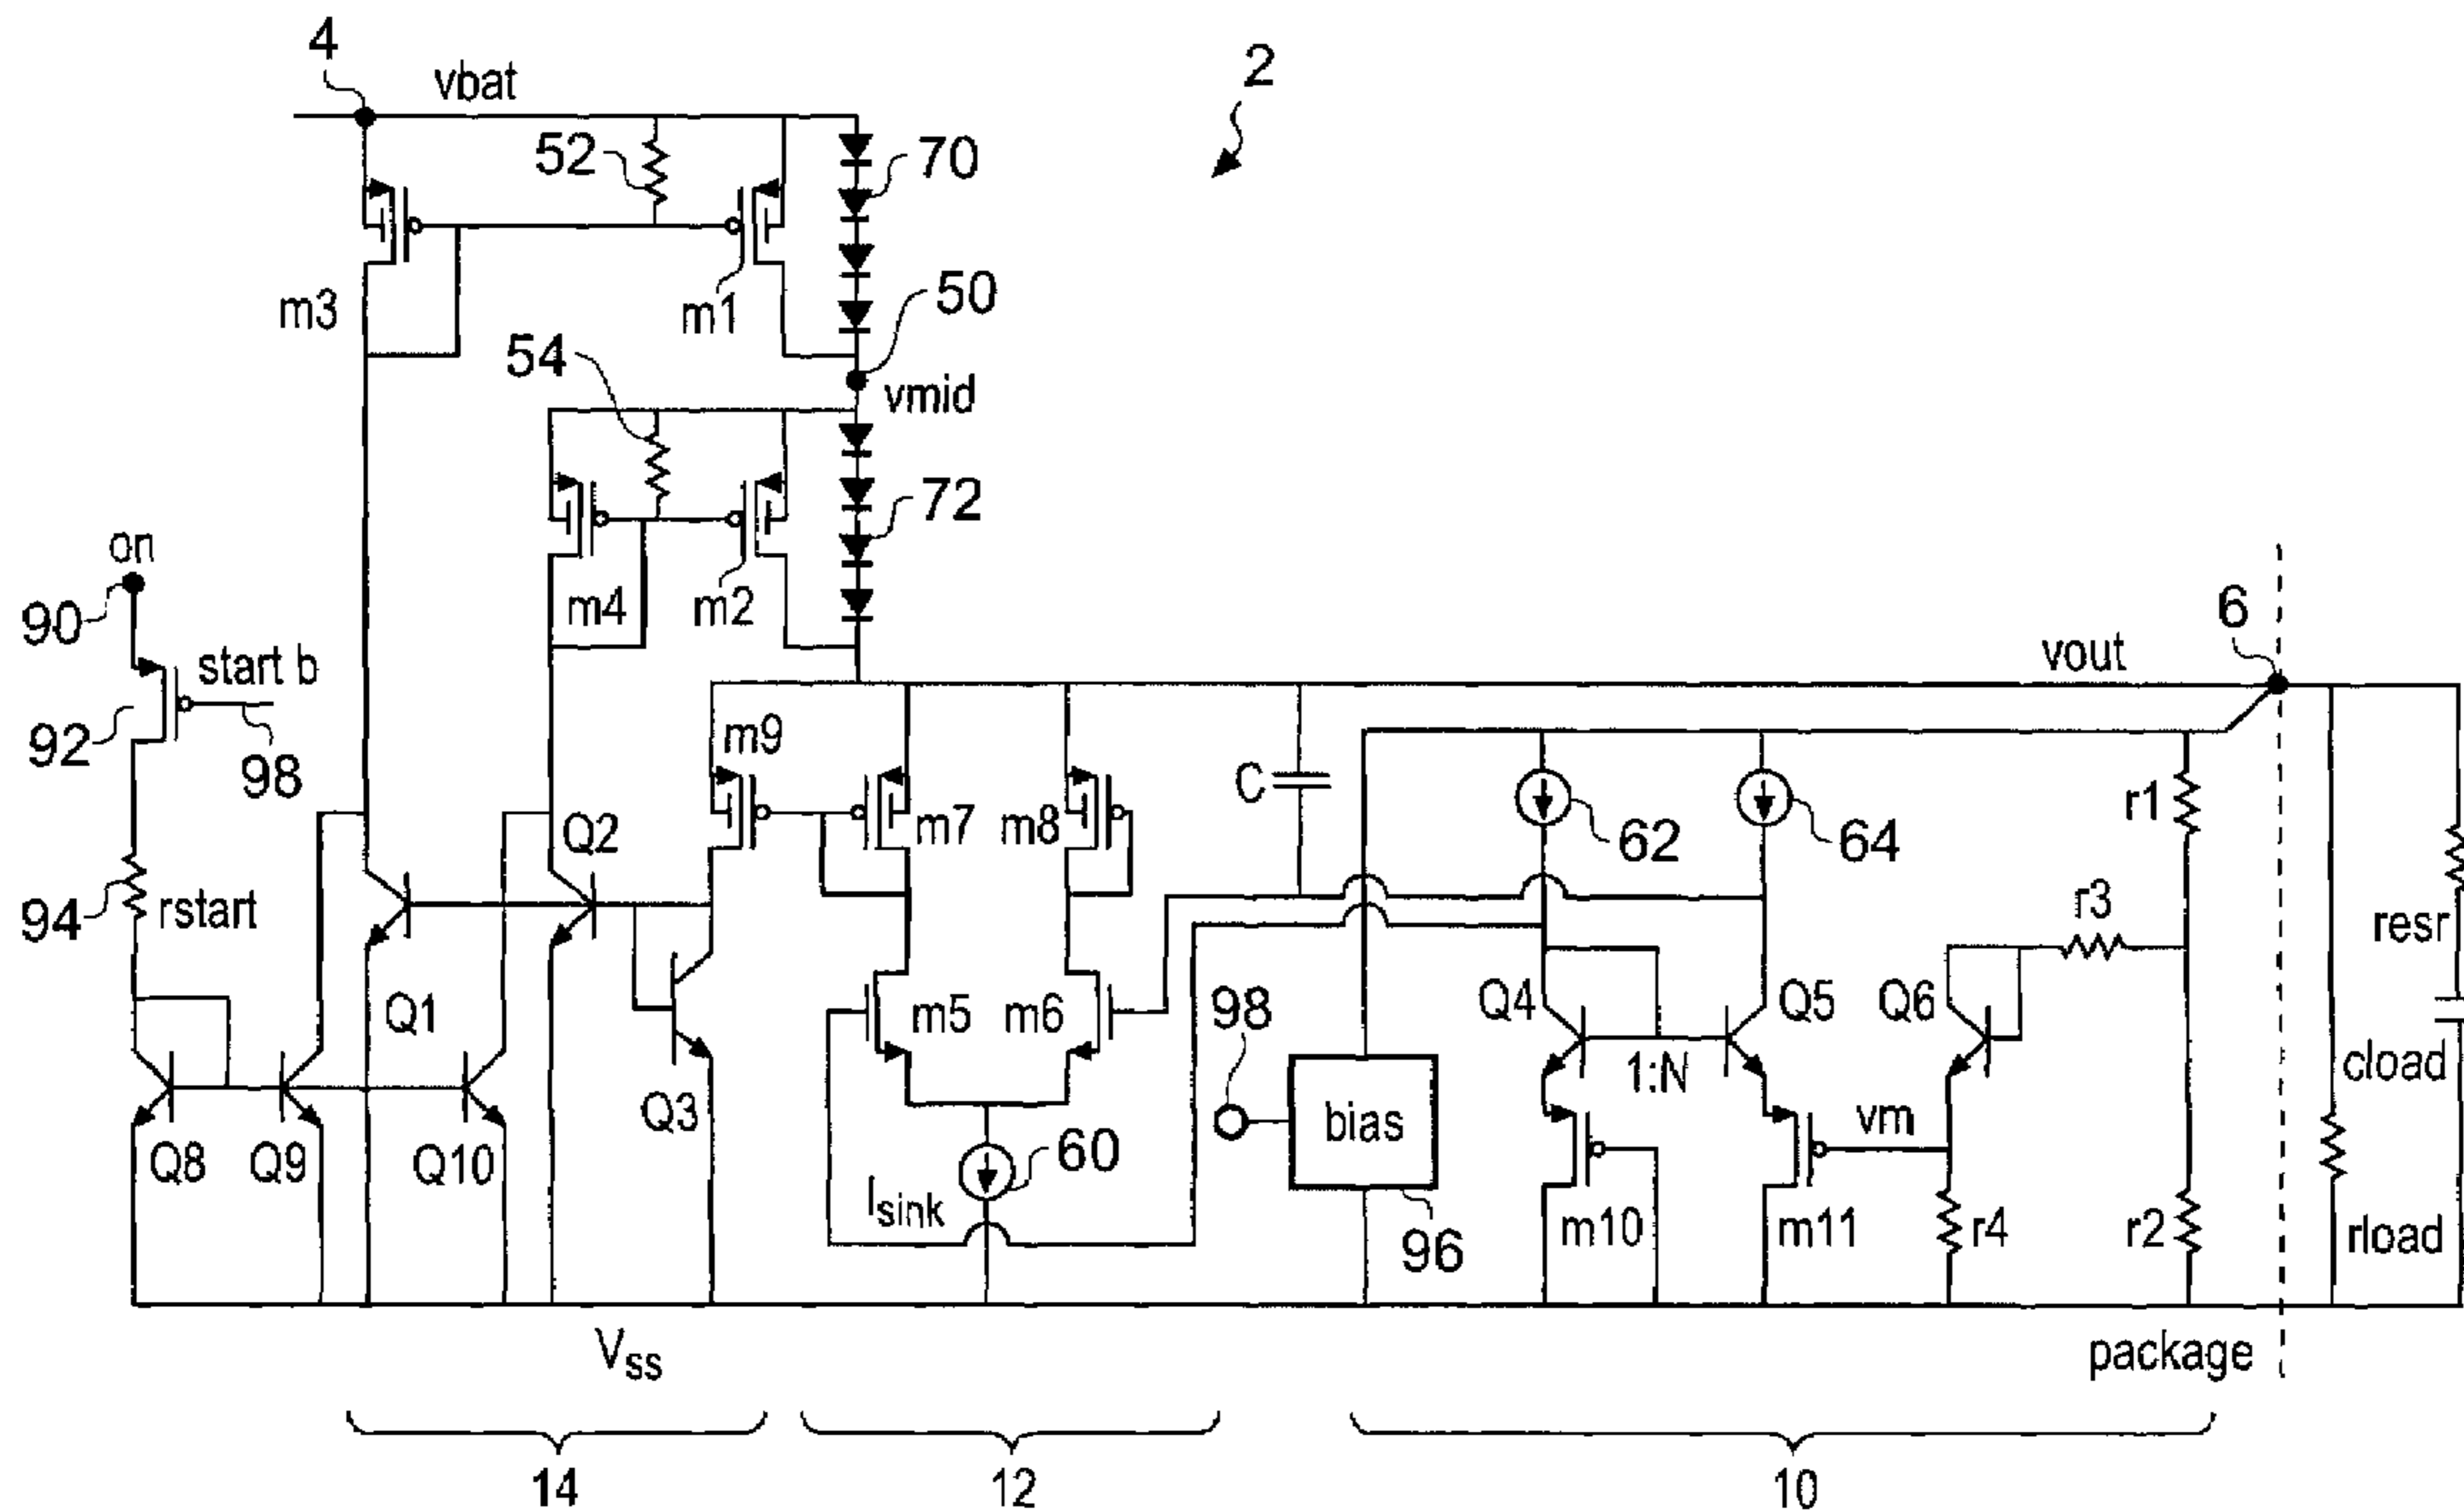 4
vbat
2
52
70
m3
m1
50
54
vmid
72
on
90
m4
m2
6
start b
vout
92
98
m9
Q2
m7
m8
C
62
64
r1
94
rstart
r3
resr
Q1
m5
m6
98
Q4
Q5
Q6
1:N
cload
Q3
bias
vm
Q8
Q9
Q10
60
Isink
m10
m11
r4
r2
rload
96
Vss
package
14
12
10